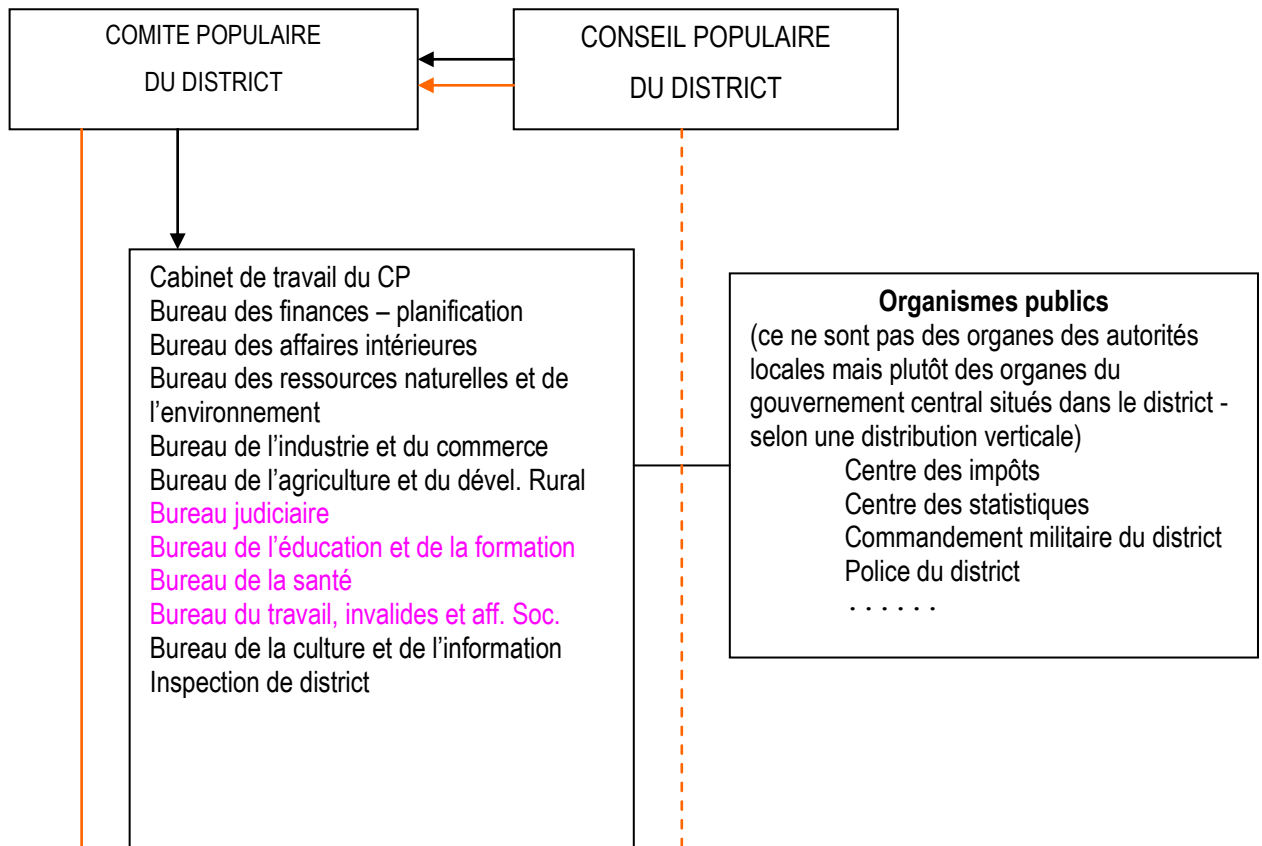 COMITE POPULAIRE
DU DISTRICT
CONSEIL POPULAIRE
DU DISTRICT
Cabinet de travail du CP
Bureau des finances – planification
Bureau des affaires intérieures
Bureau des ressources naturelles et de
l’environnement
Bureau de l’industrie et du commerce
Bureau de l’agriculture et du dével. Rural
Bureau judiciaire
Bureau de l’éducation et de la formation
Bureau de la santé
Bureau du travail, invalides et aff. Soc.
Bureau de la culture et de l’information
Inspection de district
Organismes publics
(ce ne sont pas des organes des autorités
locales mais plutôt des organes du
gouvernement central situés dans le district -
selon une distribution verticale)
Centre des impôts
Centre des statistiques
Commandement militaire du district
Police du district
. . . . . .